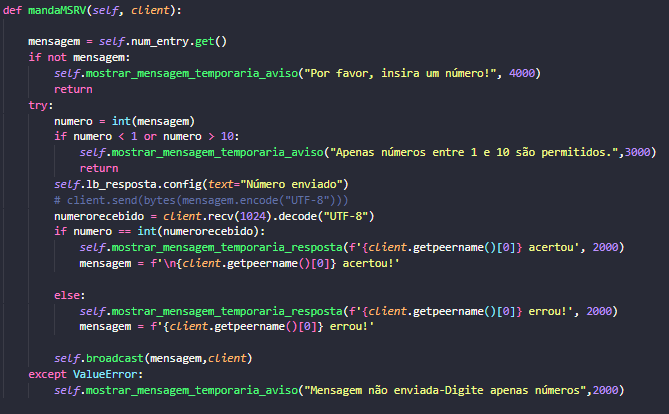 def mandaMSRV(self, client):
mensagem = self.num_entry.get()
if not mensagem:
self.mostrar_mensagem_temporaria_aviso("Por favor, insira um número!", 4000)
return
try:
numero = int(mensagem)
if numero < 1 or numero > 10:
self.mostrar_mensagem_temporaria_aviso("Apenas números entre 1 e 10 são permitidos.",3000)
return
self.lb_resposta.config(text="Número enviado")
# client.send(bytes(mensagem.encode("UTF-8")))
numerorecebido = client.recv(1024).decode("UTF-8")
if numero == int(numerorecebido):
self.mostrar_mensagem_temporaria_resposta(f'{client.getpeername()[0]} acertou', 2000)
mensagem = f'\n{client.getpeername()[0]} acertou!'
else:
self.mostrar_mensagem_temporaria_resposta(f'{client.getpeername()[0]} errou!', 2000)
mensagem = f'{client.getpeername()[0]} errou!'
self.broadcast(mensagem,client)
except ValueError:
self.mostrar_mensagem_temporaria_aviso("Mensagem não enviada-Digite apenas números",2000)